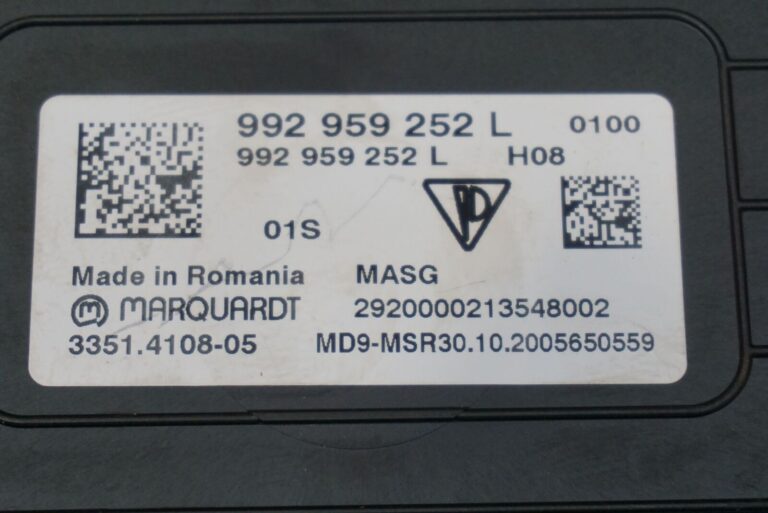 992 959 252 L 0100
992 959 252 L H08
01S
Made in Romania MASG
MARQUARDT 2920000213548002
3351.4108-05 MD9-MSR30.10.2005650559